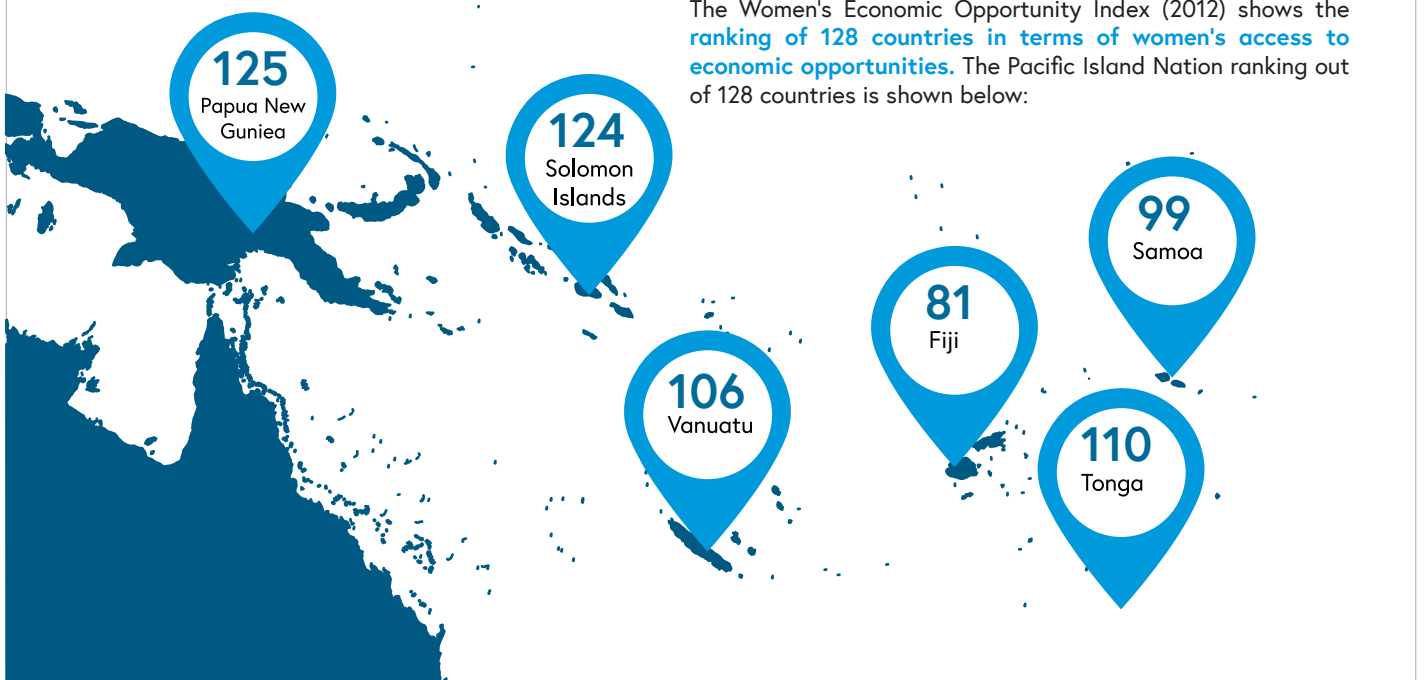 The Women's Economic Opportunity Index (2012) shows the
ranking of 128 countries in terms of women's access to
economic opportunities. The Pacific Island Nation ranking out
of 128 countries is shown below:
125
Papua New
Guniea
124
Solomon
Islands
99
Samoa
81
Fiji
106
Vanuatu
110
Tonga